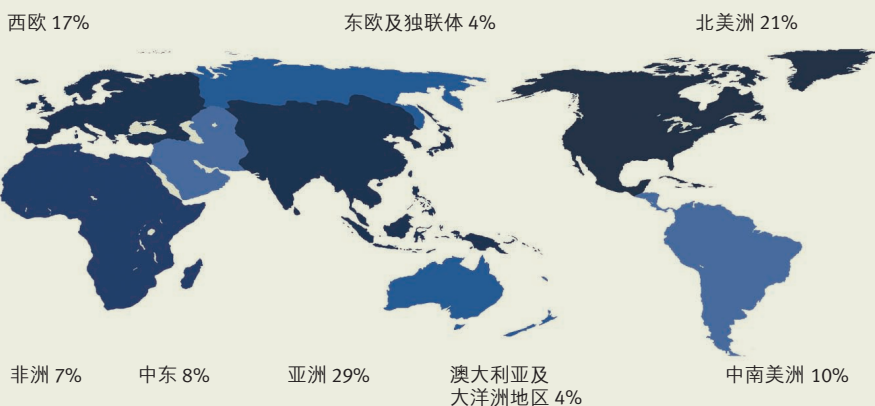 西欧 17%
东欧及独联体 4%
北美洲 21%
非洲 7%
中东 8%
亚洲 29%
澳大利亚及
大洋洲地区 4%
中南美洲 10%